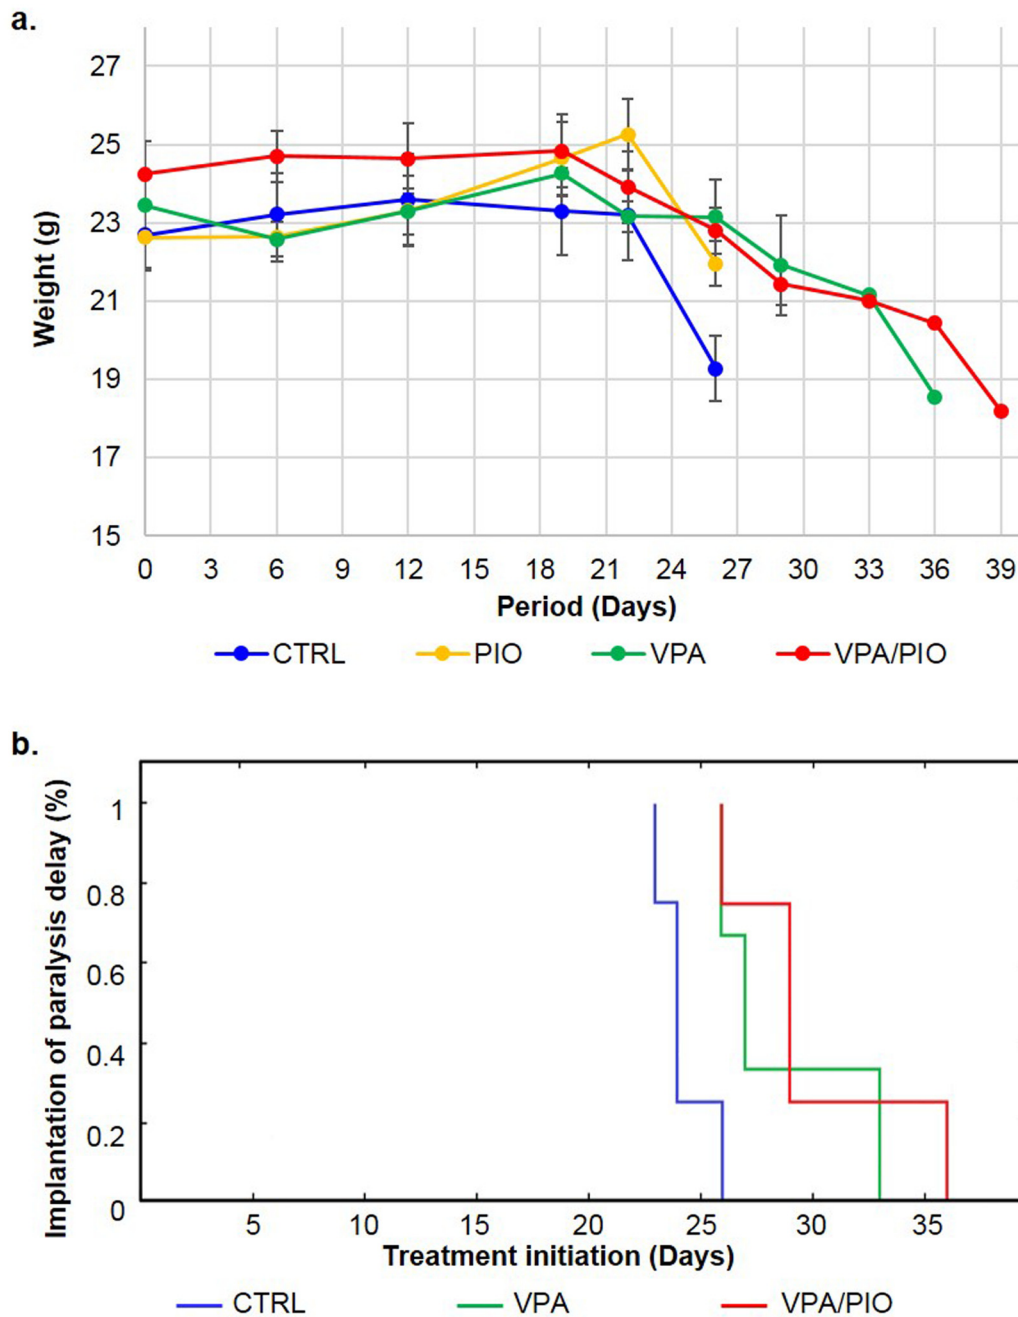 a.
27
25
23
21
19
17
15
Weight (g)
0 3 6 9 12 15 18 21 24 27 30 33 36 39
Period (Days)
CTRL PIO VPA VPA/PIO
b.
1
0.8
0.6
0.4
0.2
0
Implantation of paralysis delay (%)
5 10 15 20 25 30 35
Treatment initiation (Days)
CTRL VPA VPA/PIO